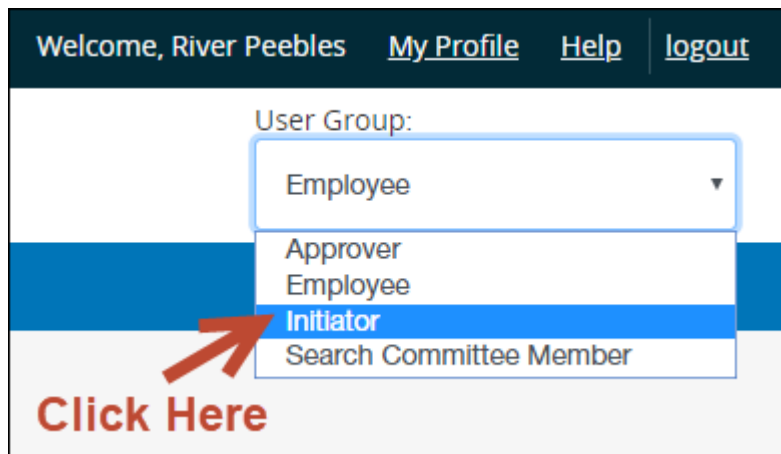 Welcome, River Peebles My Profile Help logout
User Group:
Employee
Approver
Employee
Initiator
Search Committee Member
Click Here